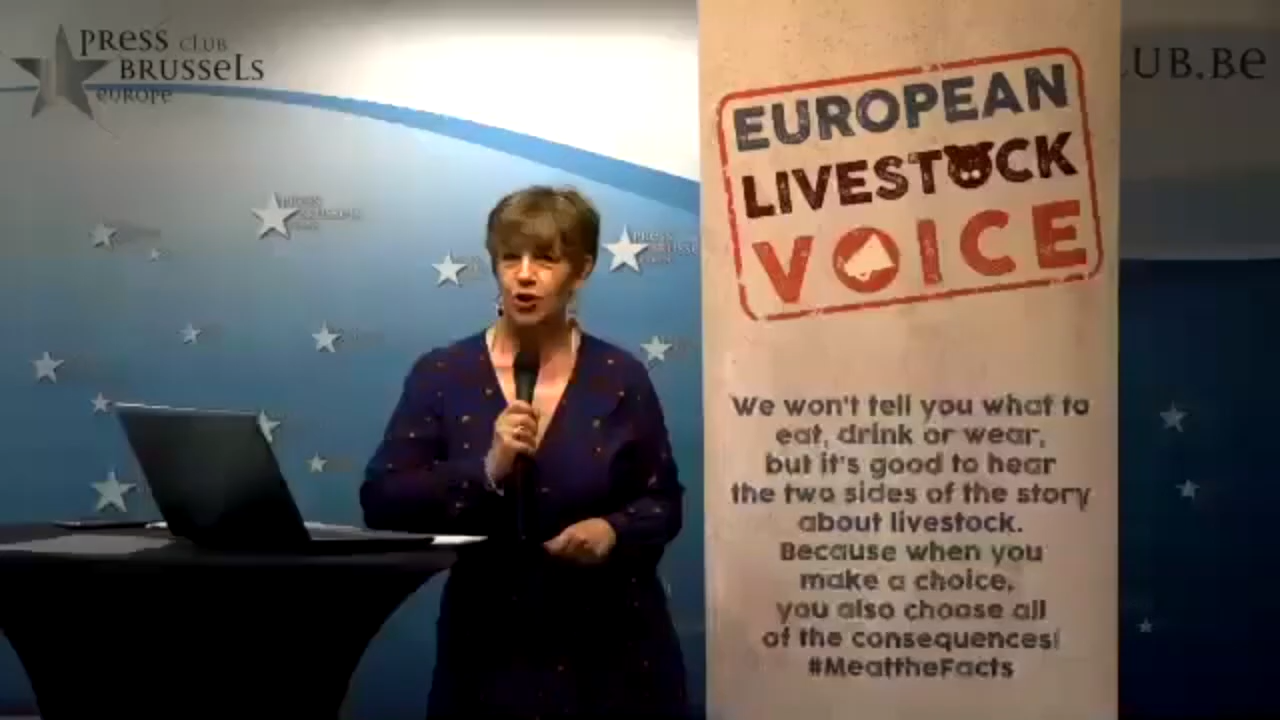 PRESS CLUB
BRUSSELS
EUROPE
UB.BE
EUROPEAN
LIVESTOCK
VOICE
We won't tell you what to
eat, drink or wear,
but it's good to hear
the two sides of the story
about livestock.
Because when you
make a choice,
you also choose all
of the consequences!
#MeattheFacts
PRESS
BRUSSELS